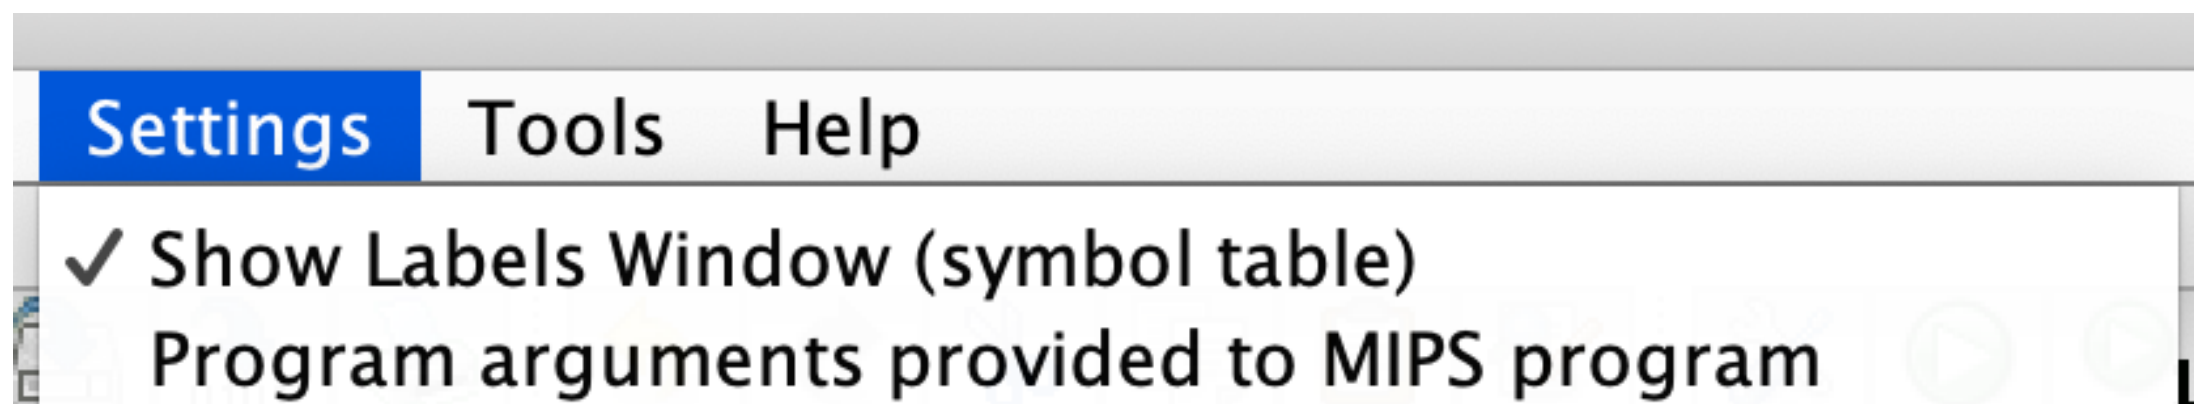 Settings Tools Help
Show Labels Window (symbol table)
Program arguments provided to MIPS program